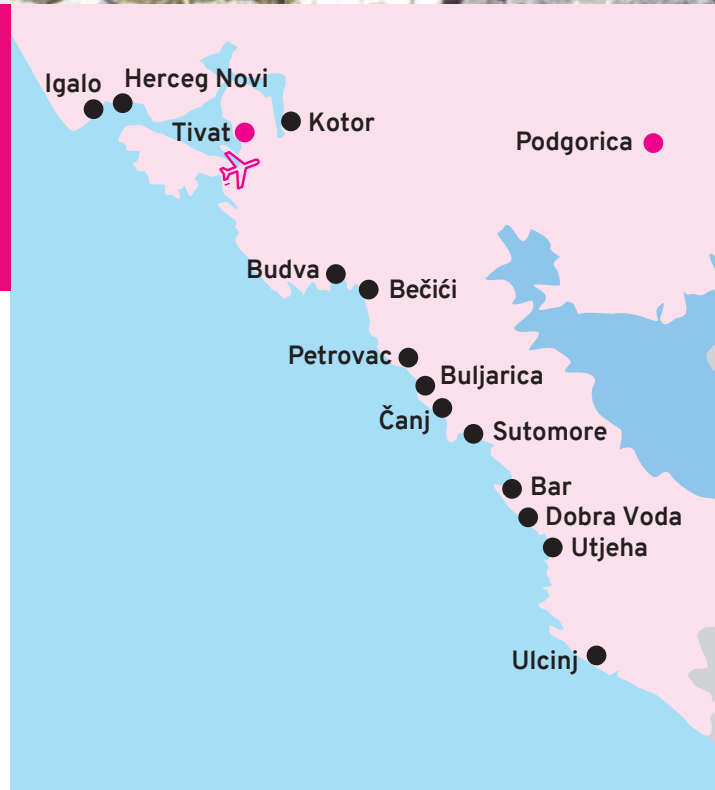 Igalo
Herceg Novi
Tivat
Kotor
Podgorica
Budva
Bečići
Petrovac
Buljarica
Čanj
Sutomore
Bar
Dobra Voda
Utjeha
Ulcinj